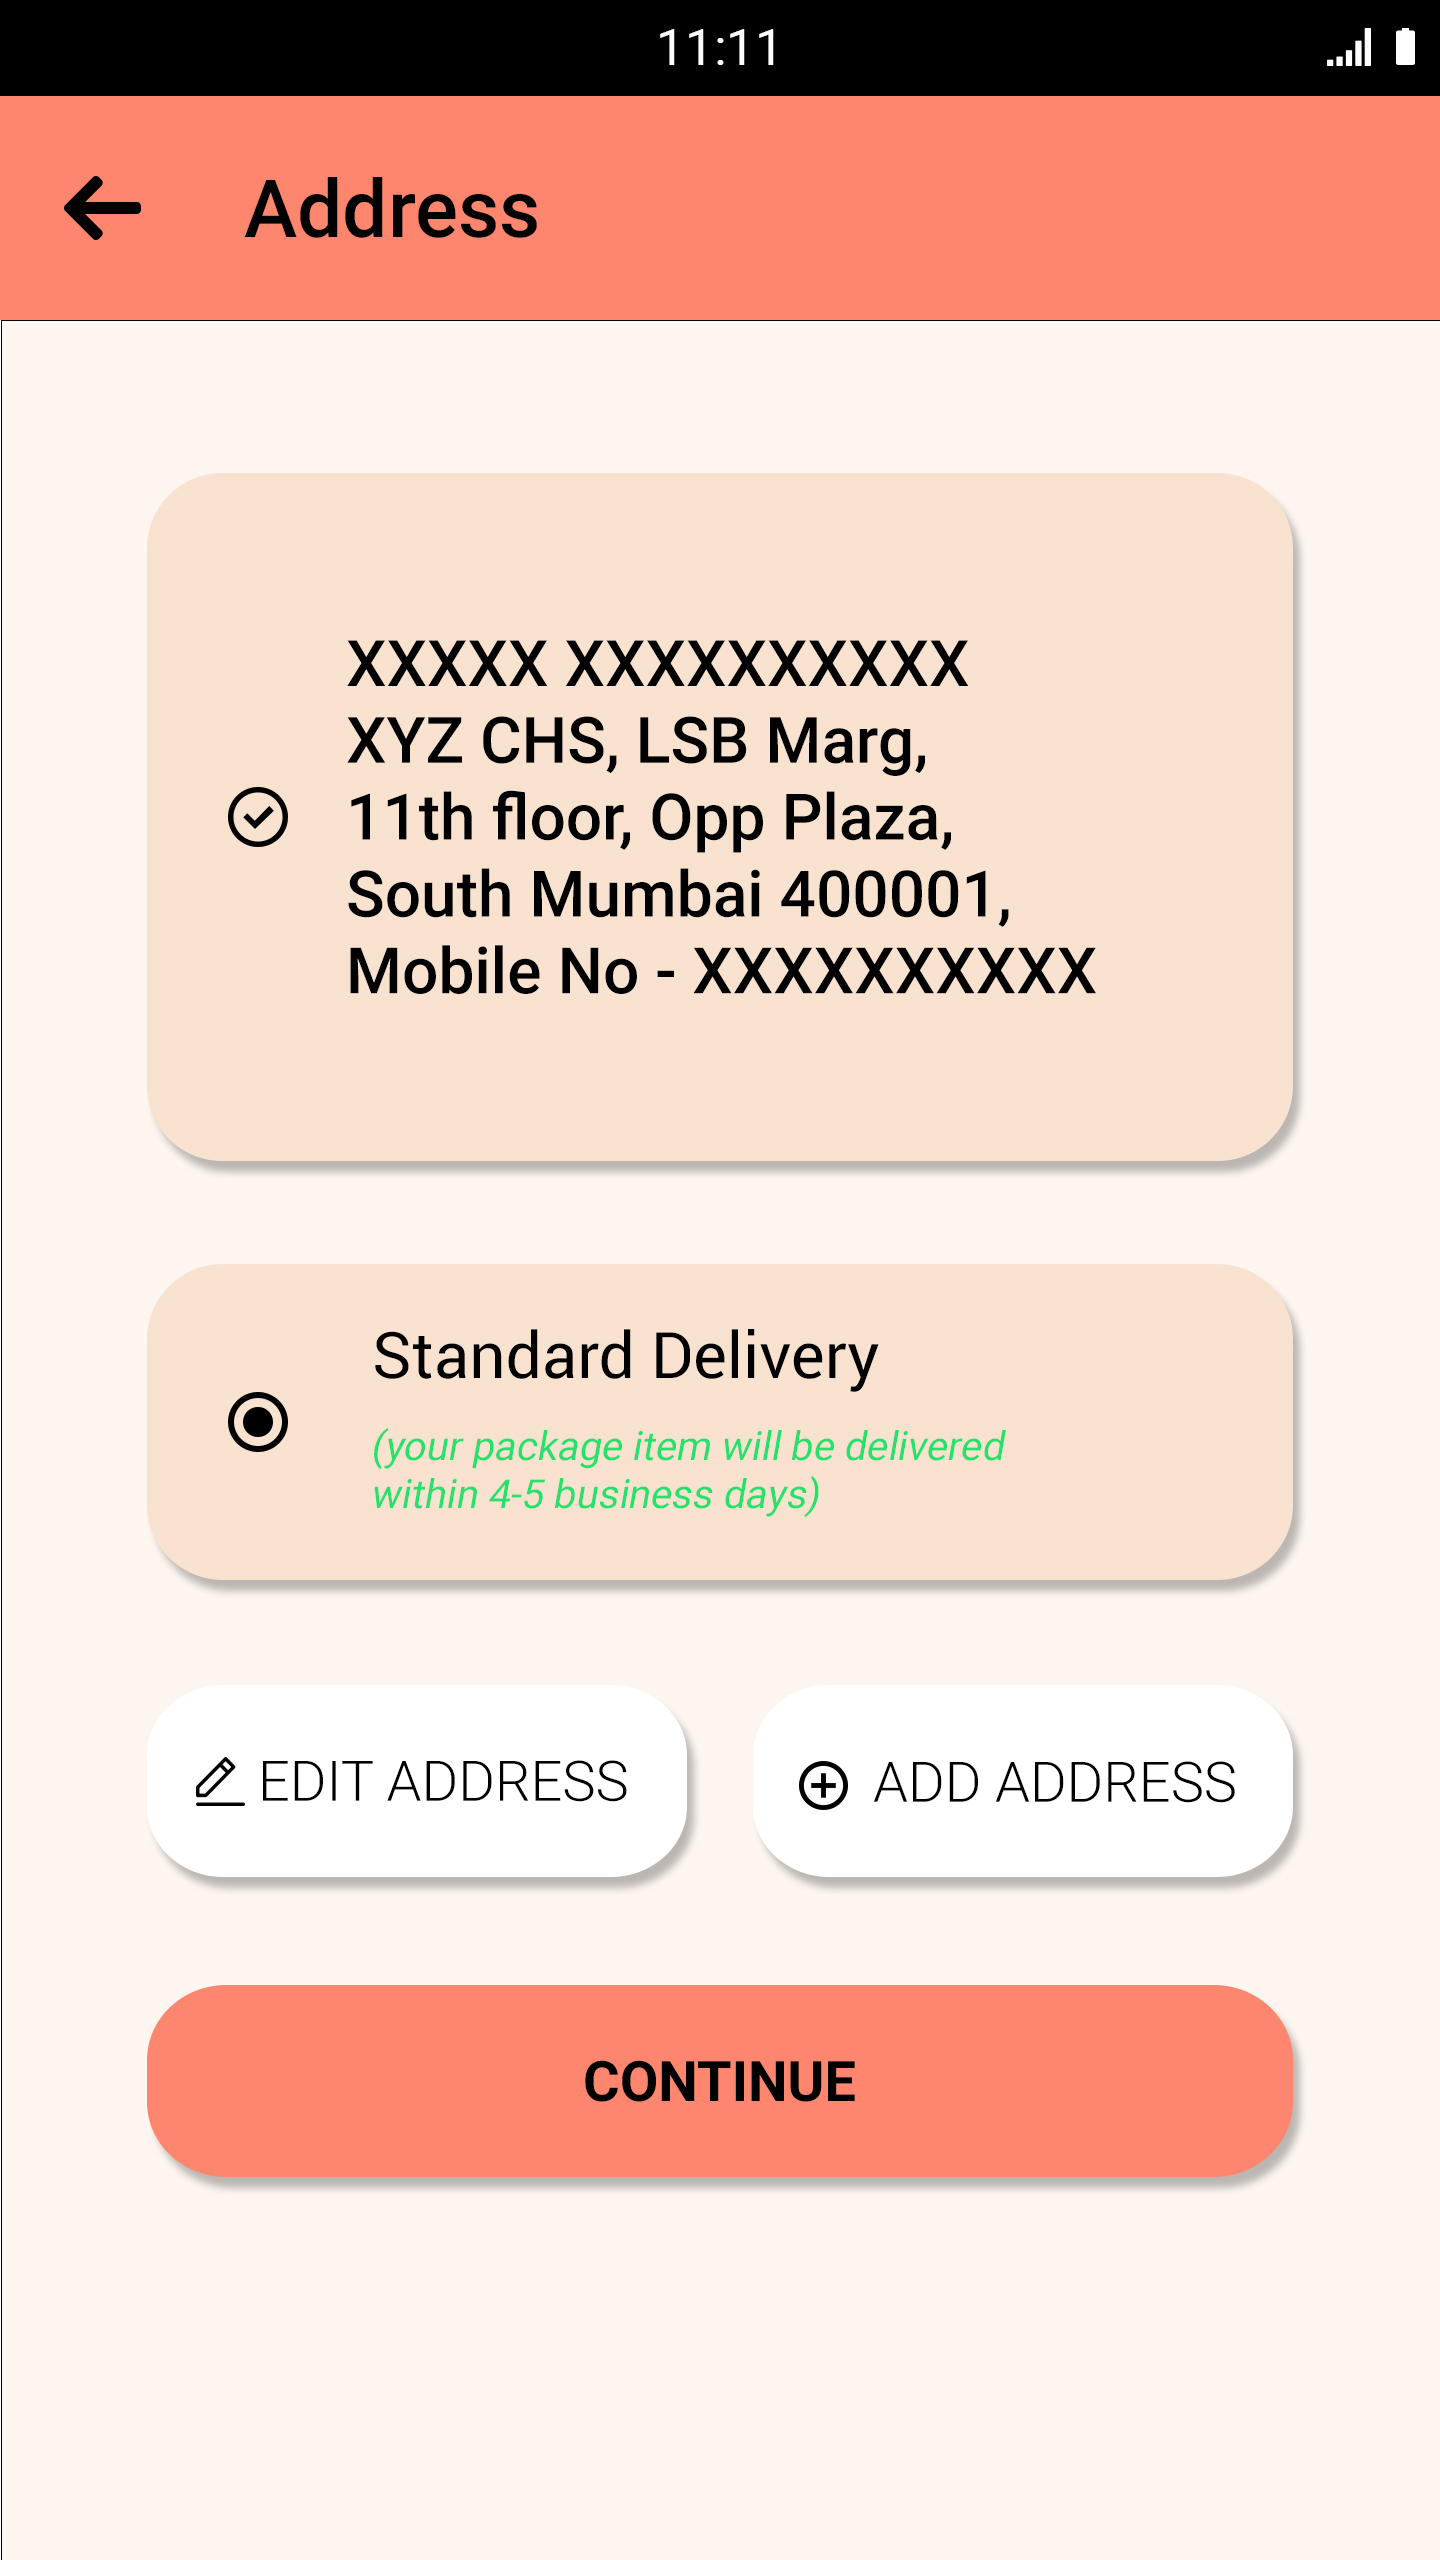 11:11
Address
XXXXX XXXXXXXXXX
XYZ CHS, LSB Marg,
11th floor, Opp Plaza,
South Mumbai 400001,
Mobile No - XXXXXXXXXX
Standard Delivery
(your package item will be delivered
within 4-5 business days)
EDIT ADDRESS
ADD ADDRESS
CONTINUE